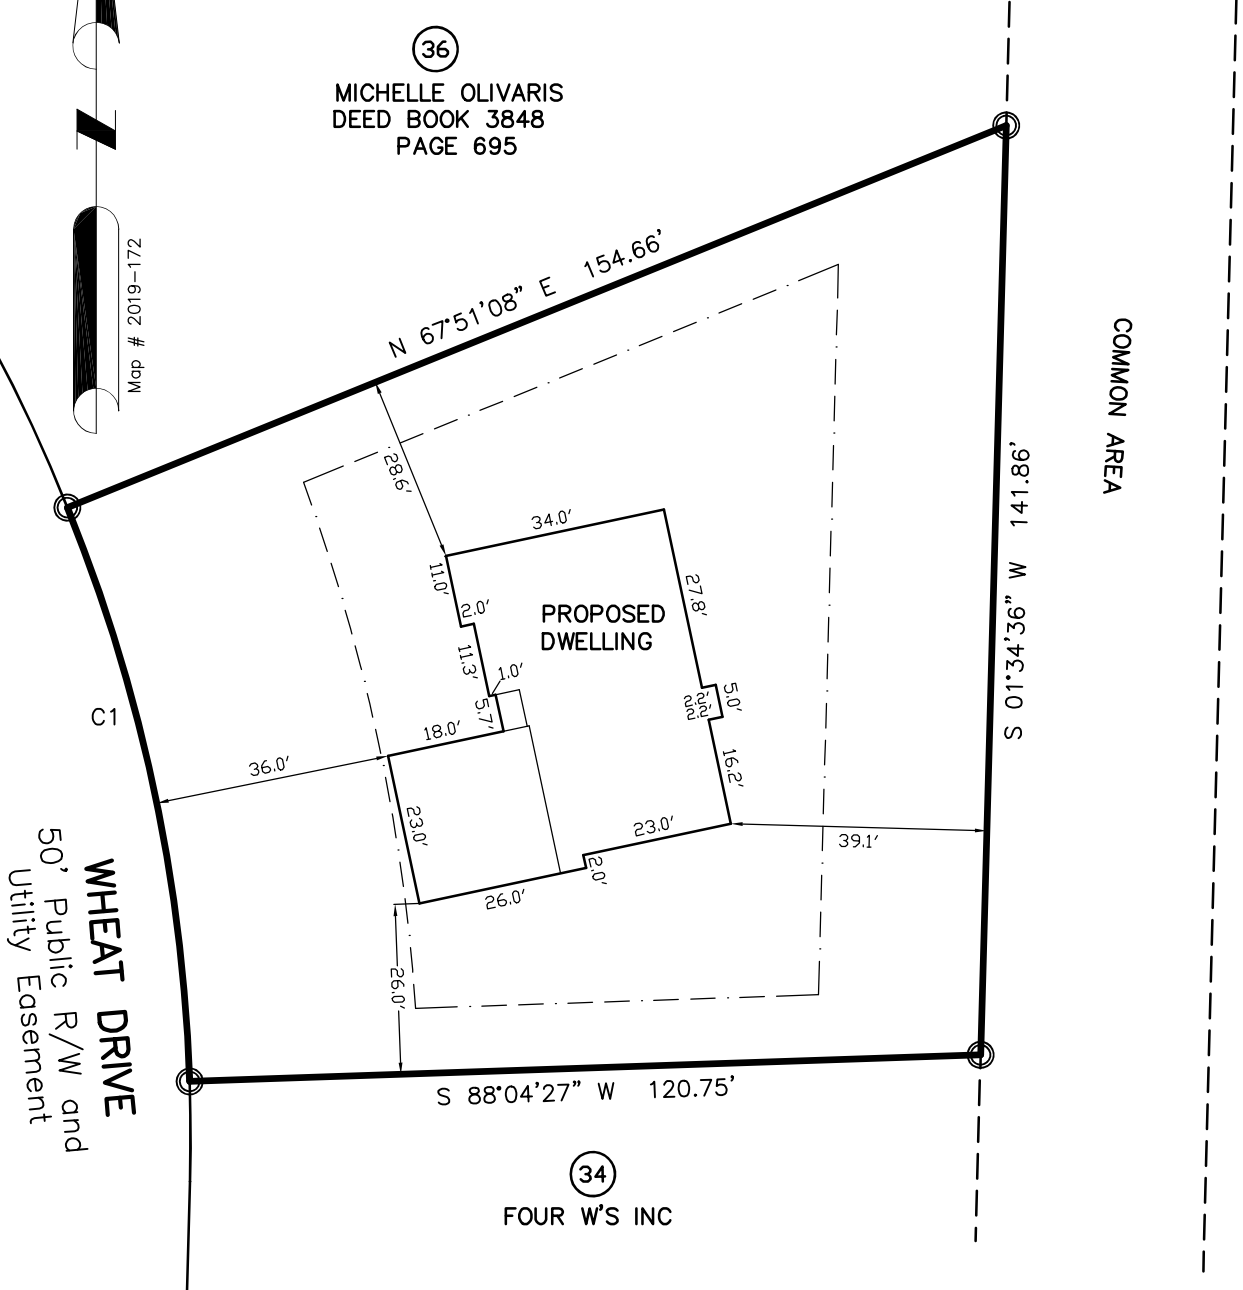 36
MICHELLE OLIVARIS
DEED BOOK 3848
PAGE 695
N
Map # 2019-172
N 67°51'08" E 154.66'
COMMON AREA
S 01°34'36" W 141.86'
28.6'
34.0'
11.0'
2.0'
27.8'
PROPOSED
DWELLING
11.3'
1.0'
5.7'
5.0'
2.2'
2.2'
18.0'
C1
36.0'
16.2'
23.0'
23.0'
39.1'
2.0'
26.0'
26.0'
WHEAT DRIVE
50' Public R/W and
Utility Easement
S 88°04'27" W 120.75'
34
FOUR W'S INC